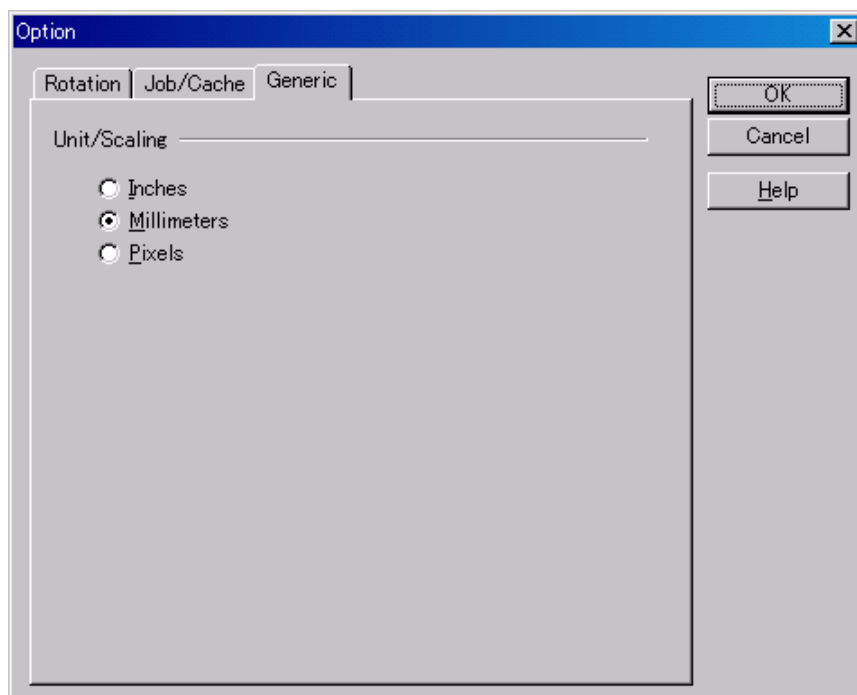 Option
Rotation Job/Cache Generic
OK
Unit/Scaling
Cancel
Inches
Help
Millimeters
Pixels